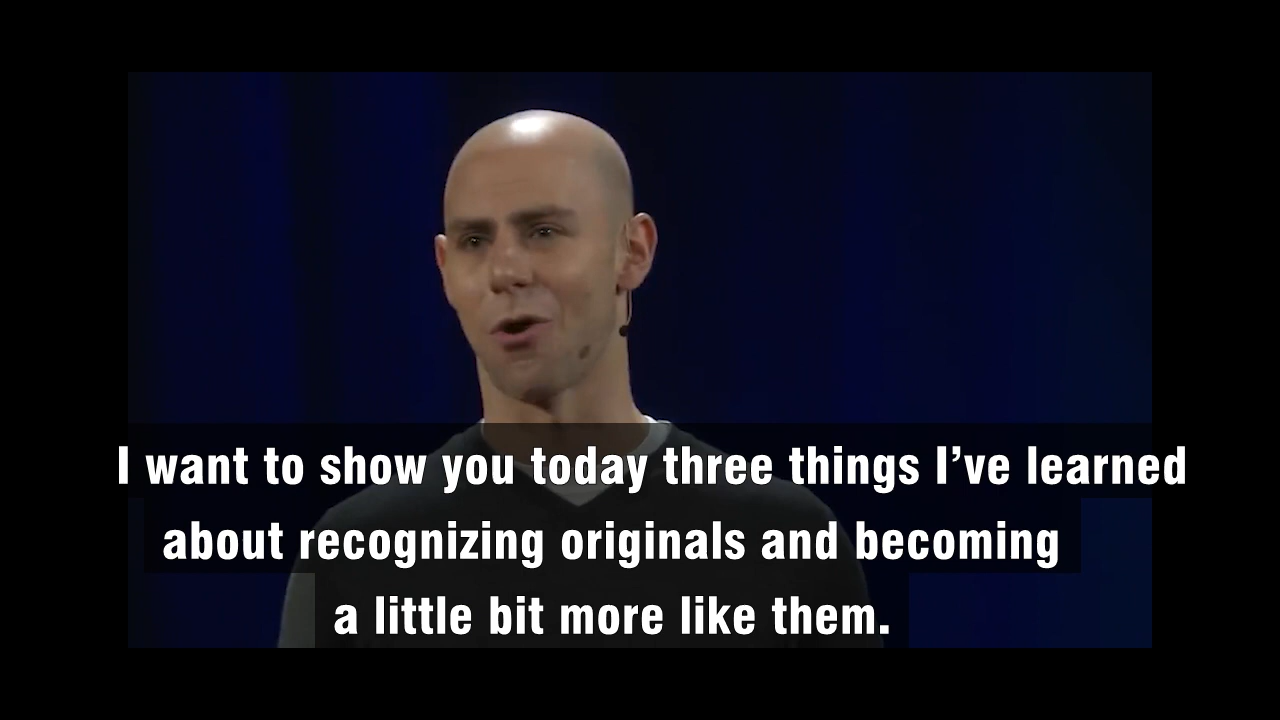 I want to show you today three things I’ve learned
about recognizing originals and becoming
a little bit more like them.